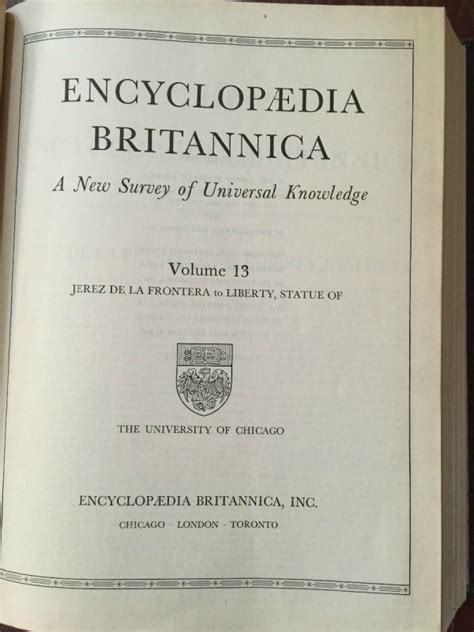 ENCYCLOPÆDIA
BRITANNICA
A New Survey of Universal Knowledge
Volume 13
JEREZ DE LA FRONTERA to LIBERTY, STATUE OF
THE UNIVERSITY OF CHICAGO
ENCYCLOPÆDIA BRITANNICA, INC.
CHICAGO · LONDON · TORONTO